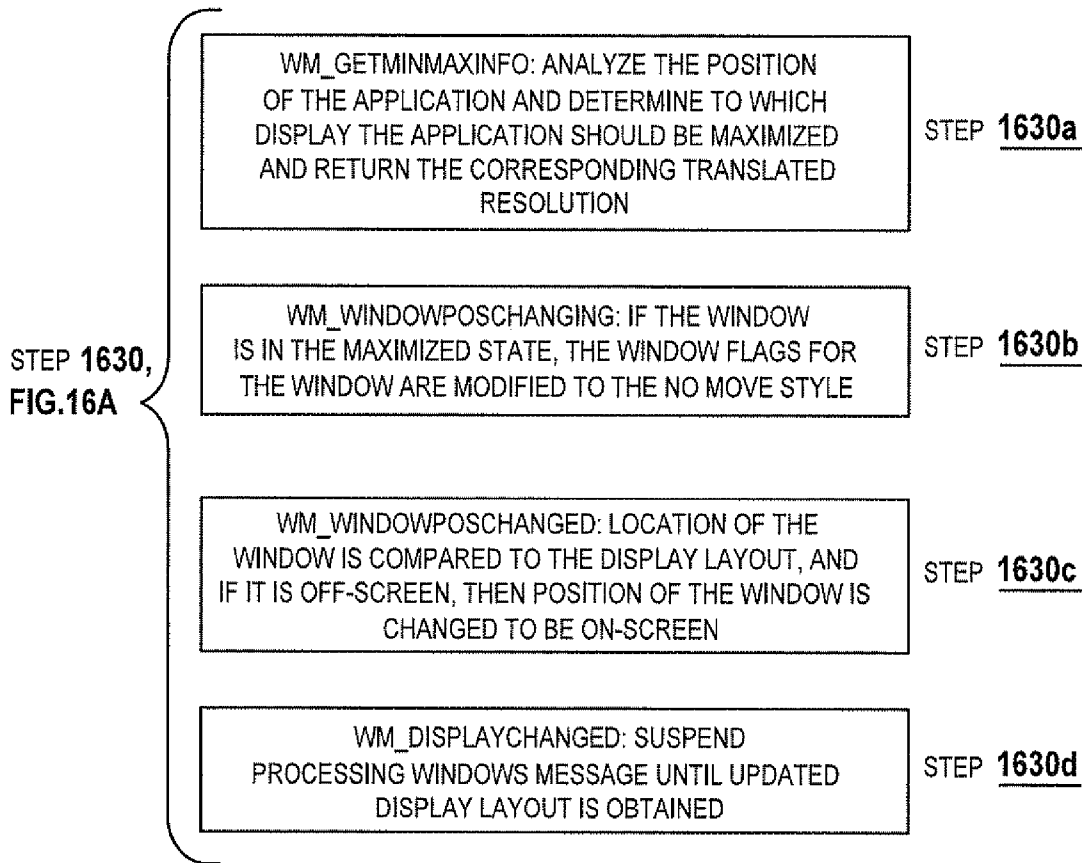 WM_GETMINMAXINFO: ANALYZE THE POSITION
OF THE APPLICATION AND DETERMINE TO WHICH
DISPLAY THE APPLICATION SHOULD BE MAXIMIZED
AND RETURN THE CORRESPONDING TRANSLATED
RESOLUTION
STEP 1630a
WM_WINDOWPOSCHANGING: IF THE WINDOW
IS IN THE MAXIMIZED STATE, THE WINDOW FLAGS FOR
THE WINDOW ARE MODIFIED TO THE NO MOVE STYLE
STEP 1630b
STEP 1630,
FIG.16A
WM_WINDOWPOSCHANGED: LOCATION OF THE
WINDOW IS COMPARED TO THE DISPLAY LAYOUT, AND
IF IT IS OFF-SCREEN, THEN POSITION OF THE WINDOW IS
CHANGED TO BE ON-SCREEN
STEP 1630c
WM_DISPLAYCHANGED: SUSPEND
PROCESSING WINDOWS MESSAGE UNTIL UPDATED
DISPLAY LAYOUT IS OBTAINED
STEP 1630d